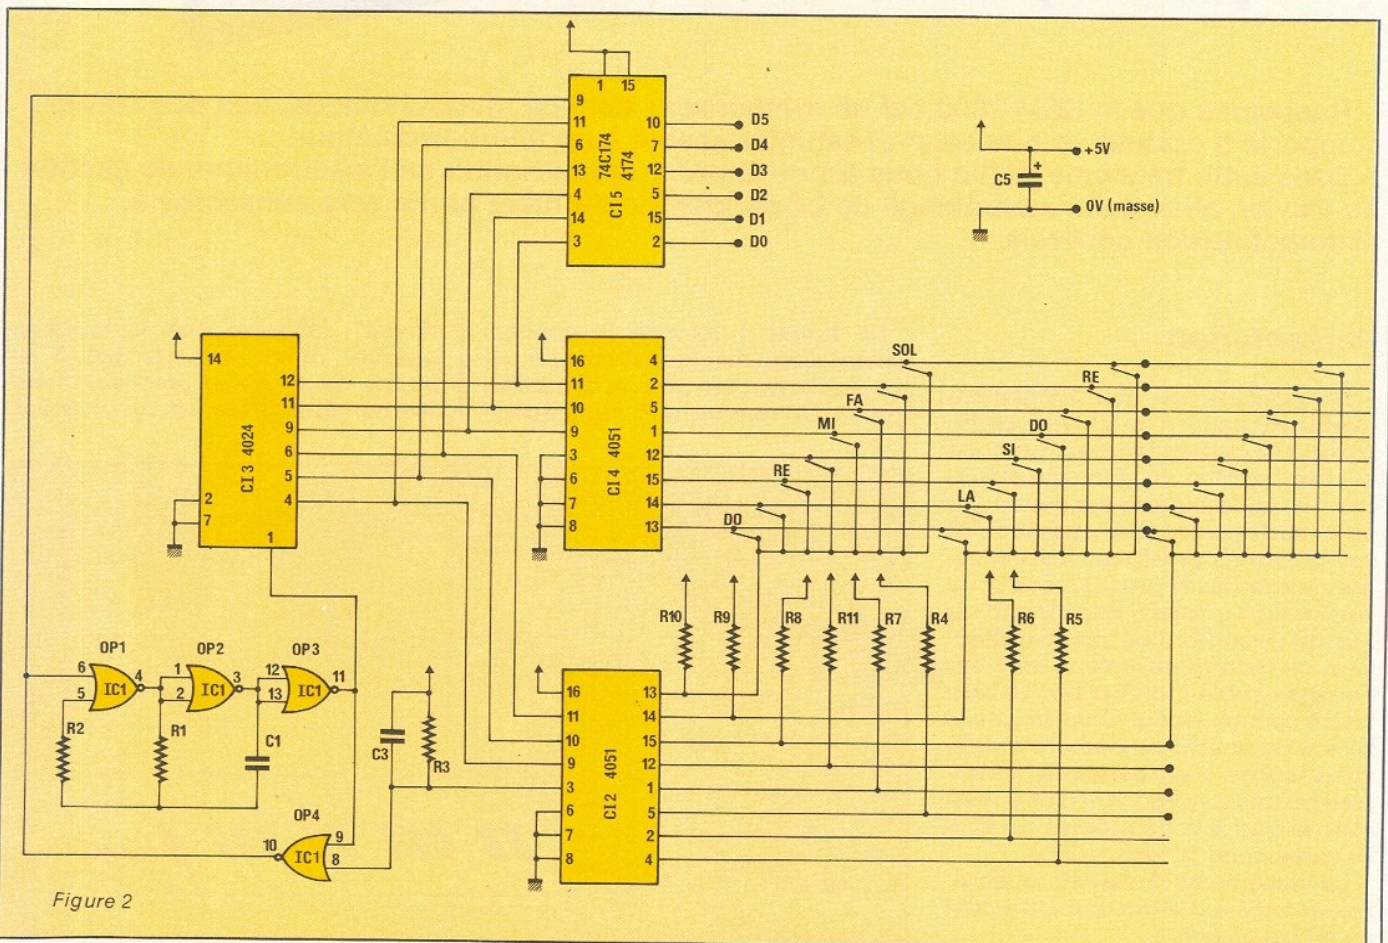 1 15
9
11
6
13
4
14
3
74C174
4174
CI 5
10 D5
7 D4
12 D3
5 D2
15 D1
2 D0
+5V
C5 +
0V (masse)
14
12
11
9
6
5
4
2
7
1
CI 3 4024
16
11
10
9
3
6
7
8
CI 4 4051
4
2
5
1
12
15
14
13
SOL
RE
FA
MI
DO
SI
RE
LA
DO
R10
R9
R8
R11
R7
R4
R6
R5
OP1
OP2
OP3
6
5
4
IC1
1
2
3
IC1
12
13
11
IC1
R2
R1
C1
C3
R3
OP4
10
9
8
IC1
16
11
10
9
3
6
7
8
CI 2 4051
13
14
15
12
1
5
2
4
Figure 2